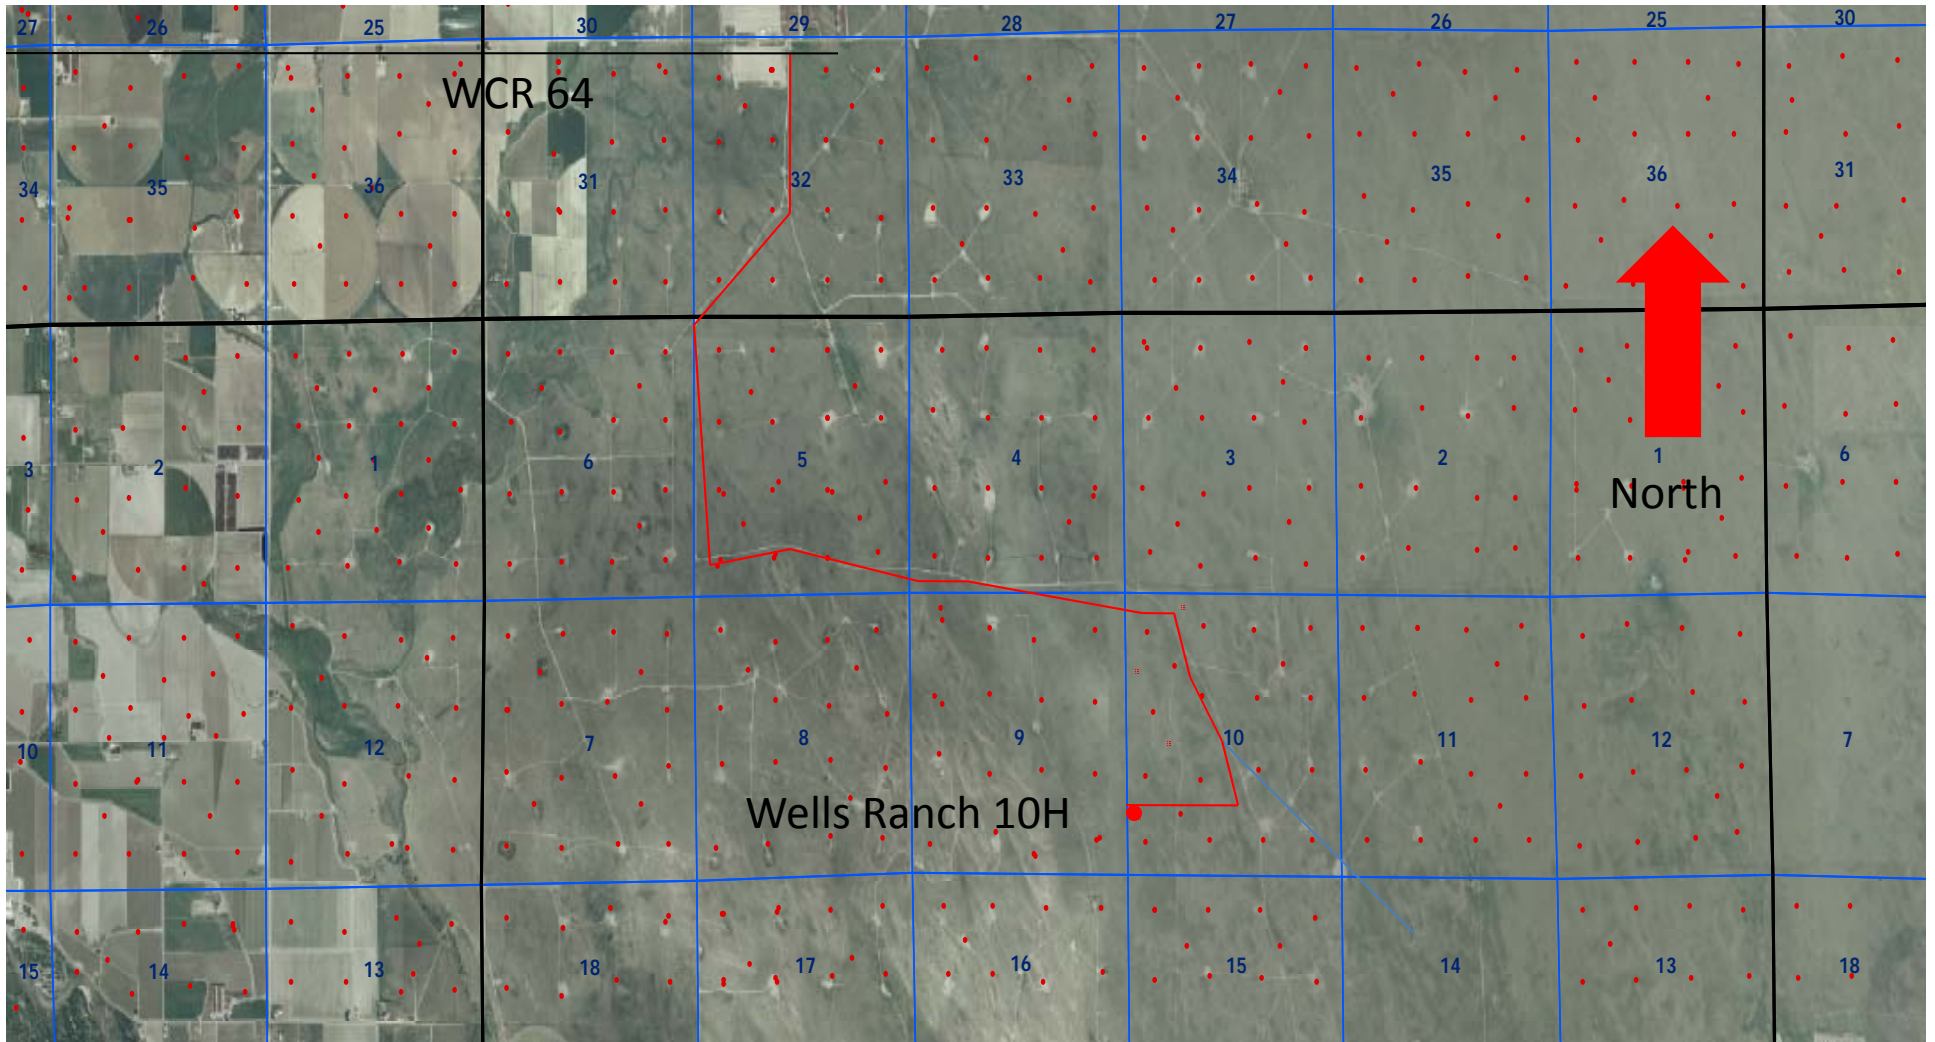 27 26 25 30 29 28 27 26 25 30
WCR 64
34 35 36 31 32 33 34 35 36 31
3 2 1 6 5 4 3 2 1 6
North
10 11 12 7 8 9 10 11 12 7
Wells Ranch 10H
15 14 13 18 17 16 15 14 13 18